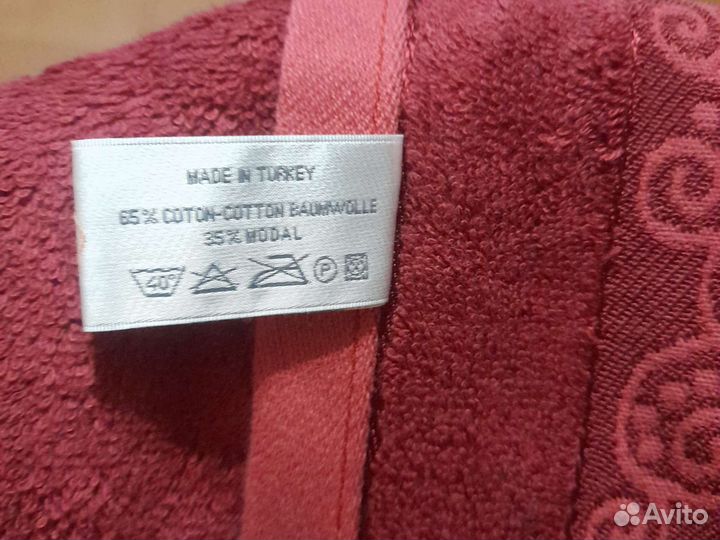 MADE IN TURKEY
65% COTON-COTTON BAUMWOLLE
35% MODAL
40° P
Avito